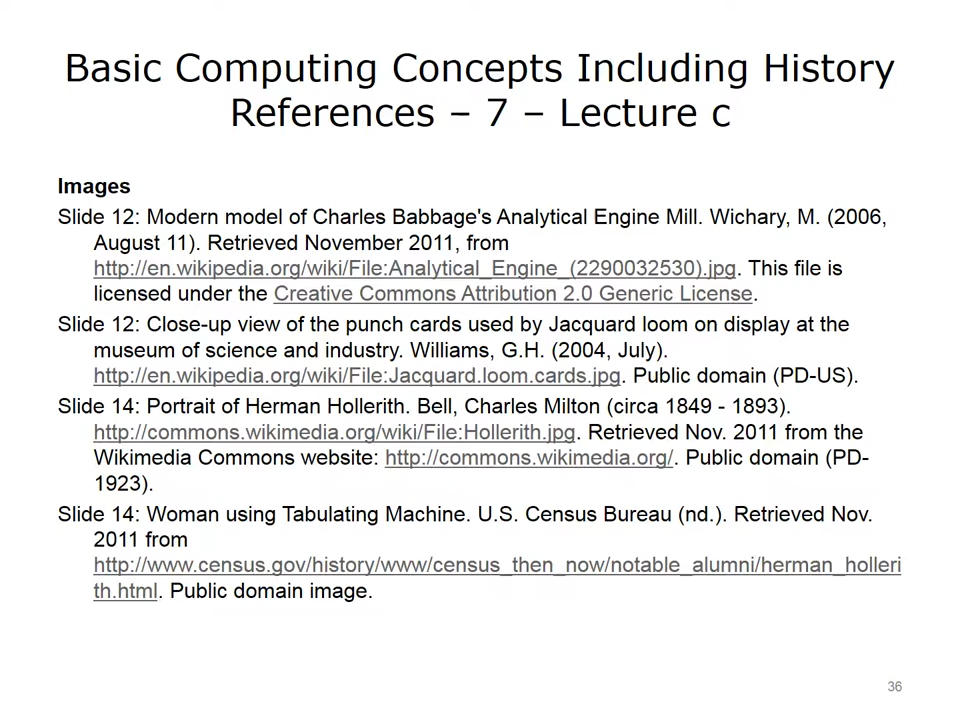 Basic Computing Concepts Including History
References – 7 – Lecture c
Images
Slide 12: Modern model of Charles Babbage's Analytical Engine Mill. Wichary, M. (2006,
August 11). Retrieved November 2011, from
http://en.wikipedia.org/wiki/File:Analytical_Engine_(2290032530).jpg. This file is
licensed under the Creative Commons Attribution 2.0 Generic License.
Slide 12: Close-up view of the punch cards used by Jacquard loom on display at the
museum of science and industry. Williams, G.H. (2004, July).
http://en.wikipedia.org/wiki/File:Jacquard.loom.cards.jpg. Public domain (PD-US).
Slide 14: Portrait of Herman Hollerith. Bell, Charles Milton (circa 1849 - 1893).
http://commons.wikimedia.org/wiki/File:Hollerith.jpg. Retrieved Nov. 2011 from the
Wikimedia Commons website: http://commons.wikimedia.org/. Public domain (PD-
1923).
Slide 14: Woman using Tabulating Machine. U.S. Census Bureau (nd.). Retrieved Nov.
2011 from
http://www.census.gov/history/www/census_then_now/notable_alumni/herman_holleri
th.html. Public domain image.
36